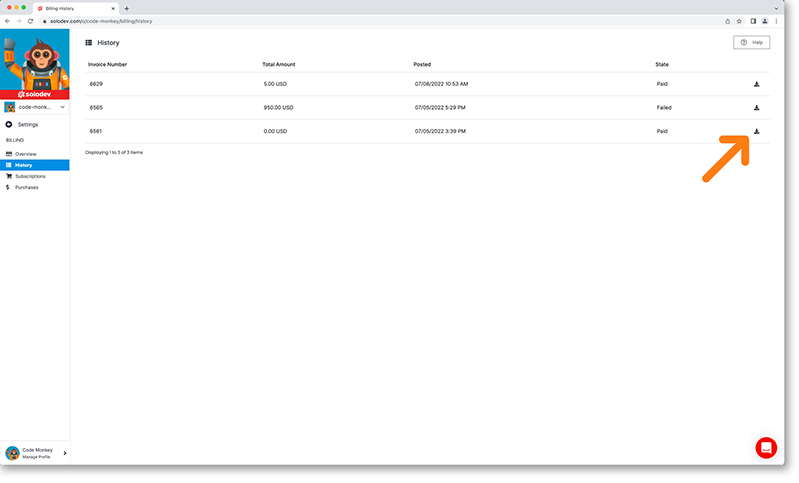 Billing History
solodev.com/o/code-monkey/billing/history
solodev
code-monk...
Settings
BILLING
Overview
History
Subscriptions
Purchases
History
Help
Invoice Number Total Amount Posted State
6629 5.00 USD 07/08/2022 10:53 AM Paid
6565 950.00 USD 07/05/2022 5:29 PM Failed
6561 0.00 USD 07/05/2022 3:39 PM Paid
Displaying 1 to 3 of 3 items
Code Monkey
Manage Profile